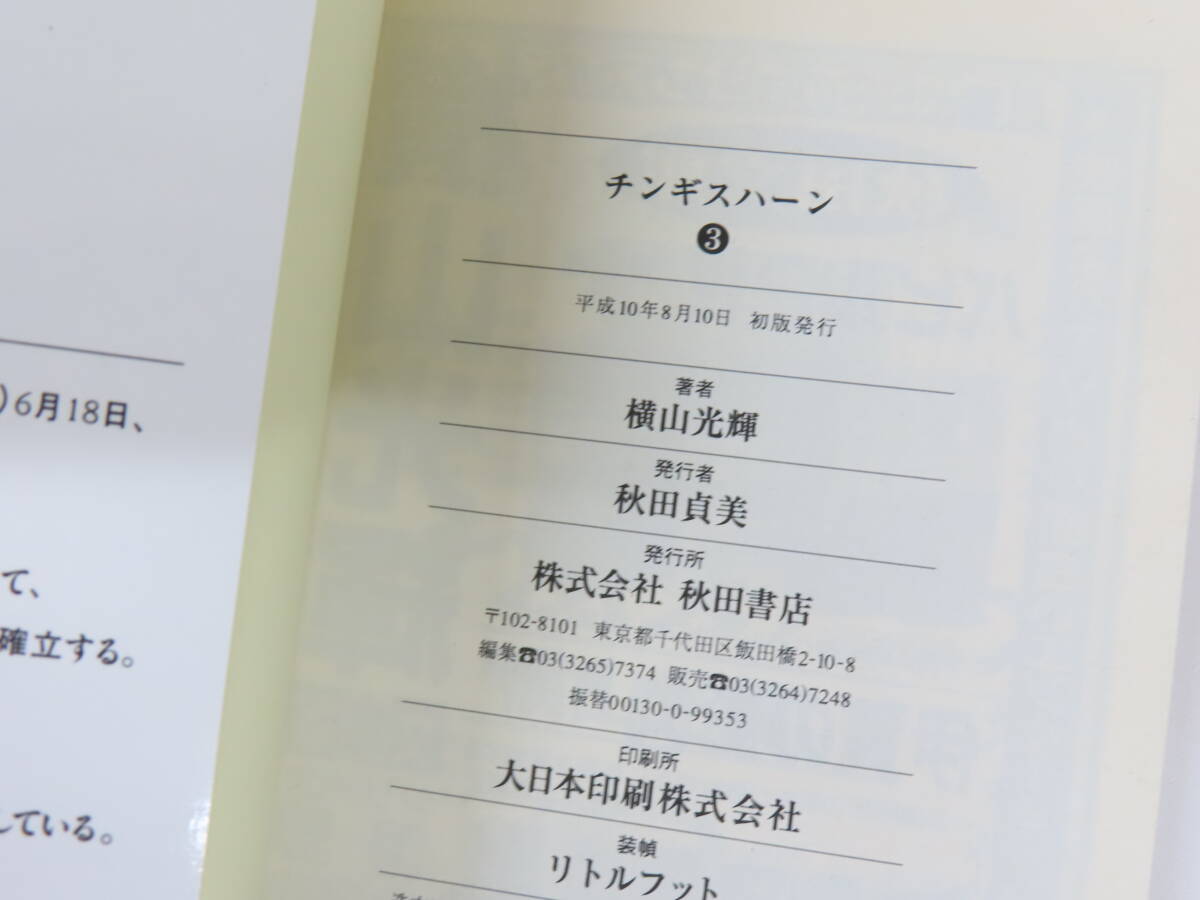 )6月18日、
て、
確立する。
している。
チンギスハーン
❸
平成10年8月10日 初版発行
著者
横山光輝
発行者
秋田貞美
発行所
株式会社 秋田書店
〒102-8101 東京都千代田区飯田橋2-10-8
編集☎03(3265)7374 販売☎03(3264)7248
振替00130-0-99353
印刷所
大日本印刷株式会社
装幀
リトルフット